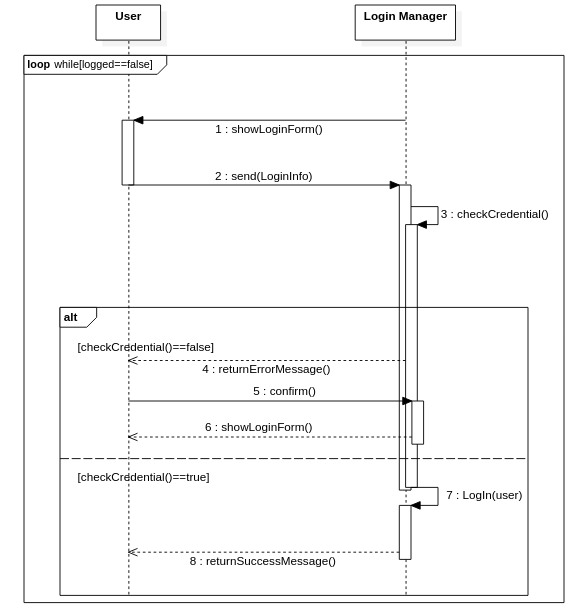 User
Login Manager
loop while[logged==false]
1 : showLoginForm()
2 : send(LoginInfo)
3 : checkCredential()
alt
[checkCredential()==false]
4 : returnErrorMessage()
5 : confirm()
6 : showLoginForm()
[checkCredential()==true]
7 : LogIn(user)
8 : returnSuccessMessage()